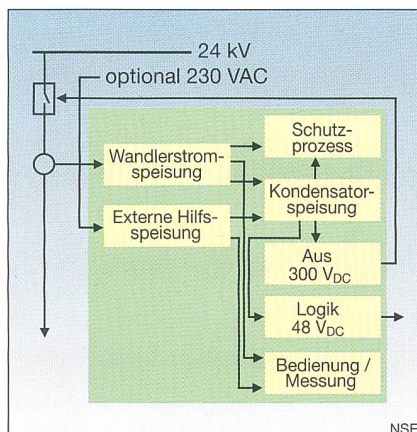 24 kV
optional 230 VAC
Schutz-
prozess
Wandlerstrom-
speisung
Kondensator-
speisung
Externe Hilfs-
speisung
Aus
300 VDC
Logik
48 VDC
Bedienung /
Messung
NSE